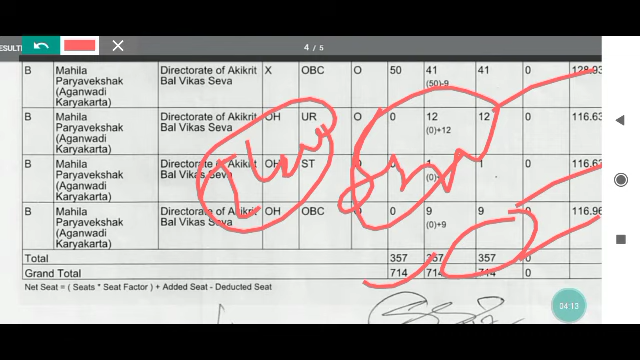 RESULT
4 / 5
B Mahila Paryavekshak (Aganwadi Karyakarta) Directorate of Akikrit Bal Vikas Seva X OBC O 50 41 (50)-9 41 0 128.93
B Mahila Paryavekshak (Aganwadi Karyakarta) Directorate of Akikrit Bal Vikas Seva OH UR O 0 12 (0)+12 12 0 116.63
B Mahila Paryavekshak (Aganwadi Karyakarta) Directorate of Akikrit Bal Vikas Seva OH ST 1 1 0 116.63
B Mahila Paryavekshak (Aganwadi Karyakarta) Directorate of Akikrit Bal Vikas Seva OH OBC 0 9 (0)+9 9 0 116.96
Total 357 357 357 0
Grand Total 714 714 714 0
Net Seat = ( Seats * Seat Factor ) + Added Seat - Deducted Seat
04:13